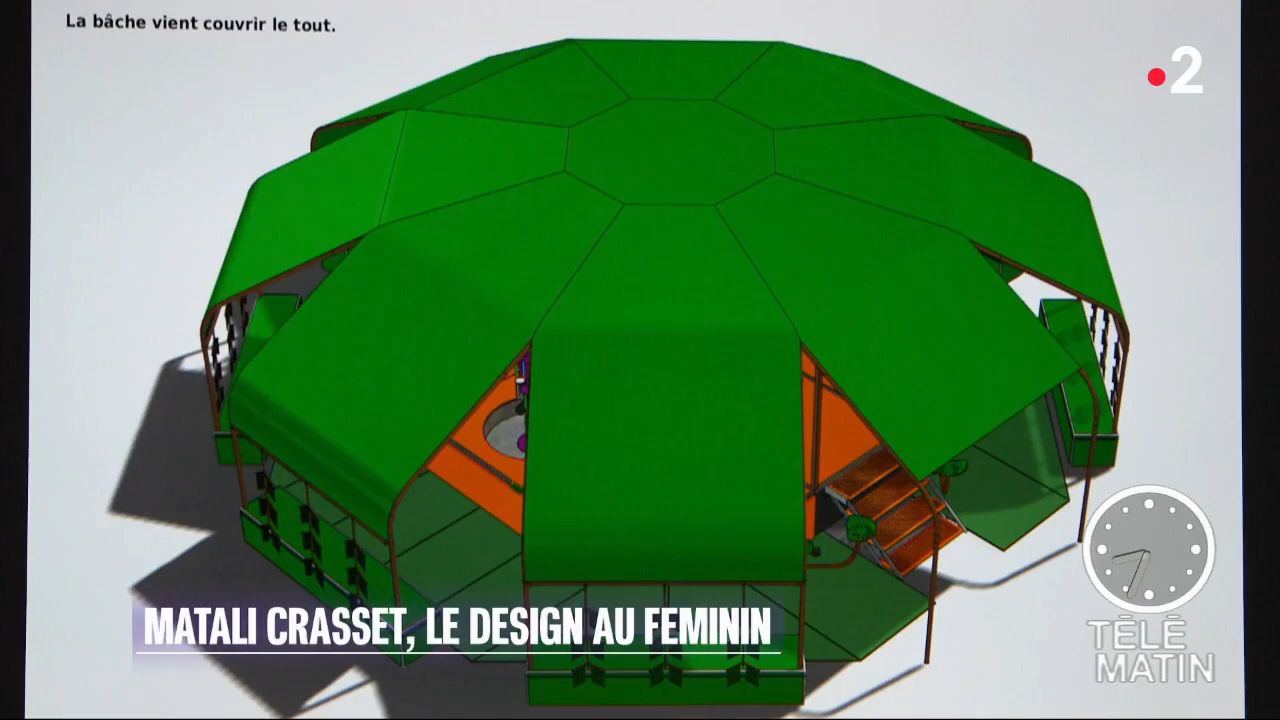 La bâche vient couvrir le tout.
2
MATALI CRASSET, LE DESIGN AU FEMININ
TÉLÉ
MATIN